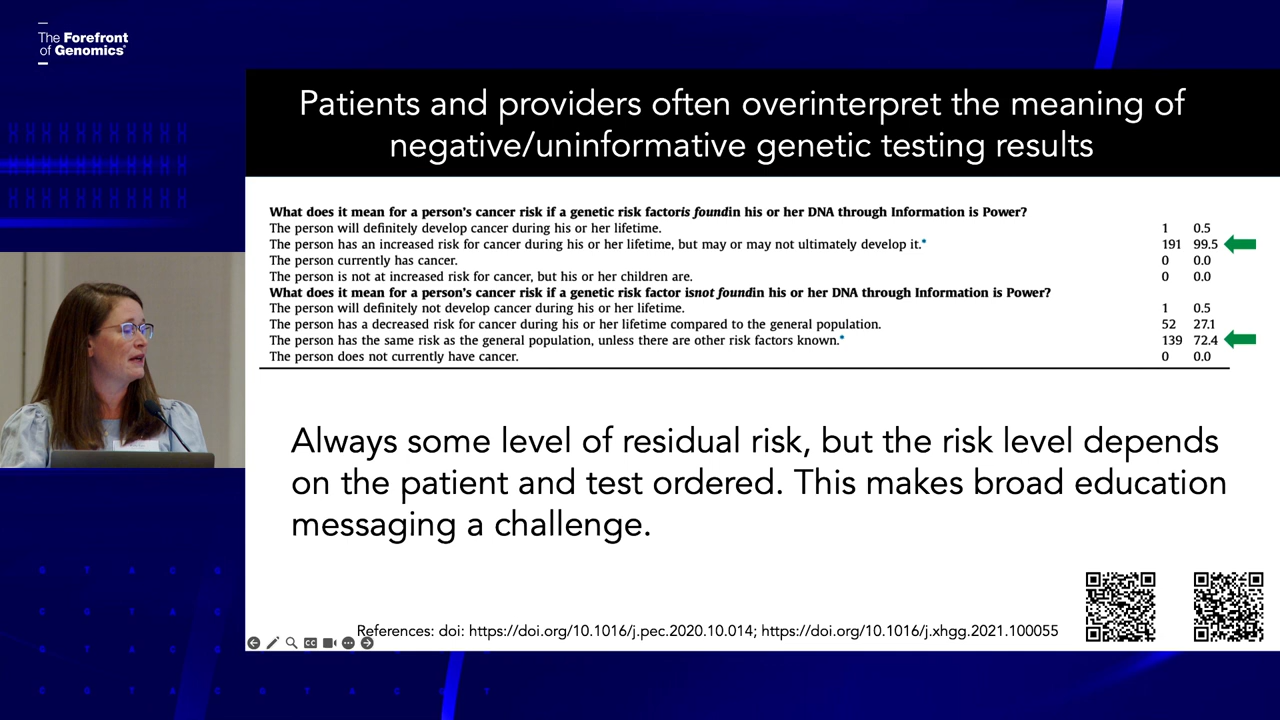 The Forefront
of Genomics®
Patients and providers often overinterpret the meaning of
negative/uninformative genetic testing results
What does it mean for a person's cancer risk if a genetic risk factoris foundin his or her DNA through Information is Power?
The person will definitely develop cancer during his or her lifetime. 1 0.5
The person has an increased risk for cancer during his or her lifetime, but may or may not ultimately develop it.* 191 99.5
The person currently has cancer. 0 0.0
The person is not at increased risk for cancer, but his or her children are. 0 0.0
What does it mean for a person's cancer risk if a genetic risk factor isnot foundin his or her DNA through Information is Power?
The person will definitely not develop cancer during his or her lifetime. 1 0.5
The person has a decreased risk for cancer during his or her lifetime compared to the general population. 52 27.1
The person has the same risk as the general population, unless there are other risk factors known.* 139 72.4
The person does not currently have cancer. 0 0.0
Always some level of residual risk, but the risk level depends
on the patient and test ordered. This makes broad education
messaging a challenge.
References: doi: https://doi.org/10.1016/j.pec.2020.10.014; https://doi.org/10.1016/j.xhgg.2021.100055
CC